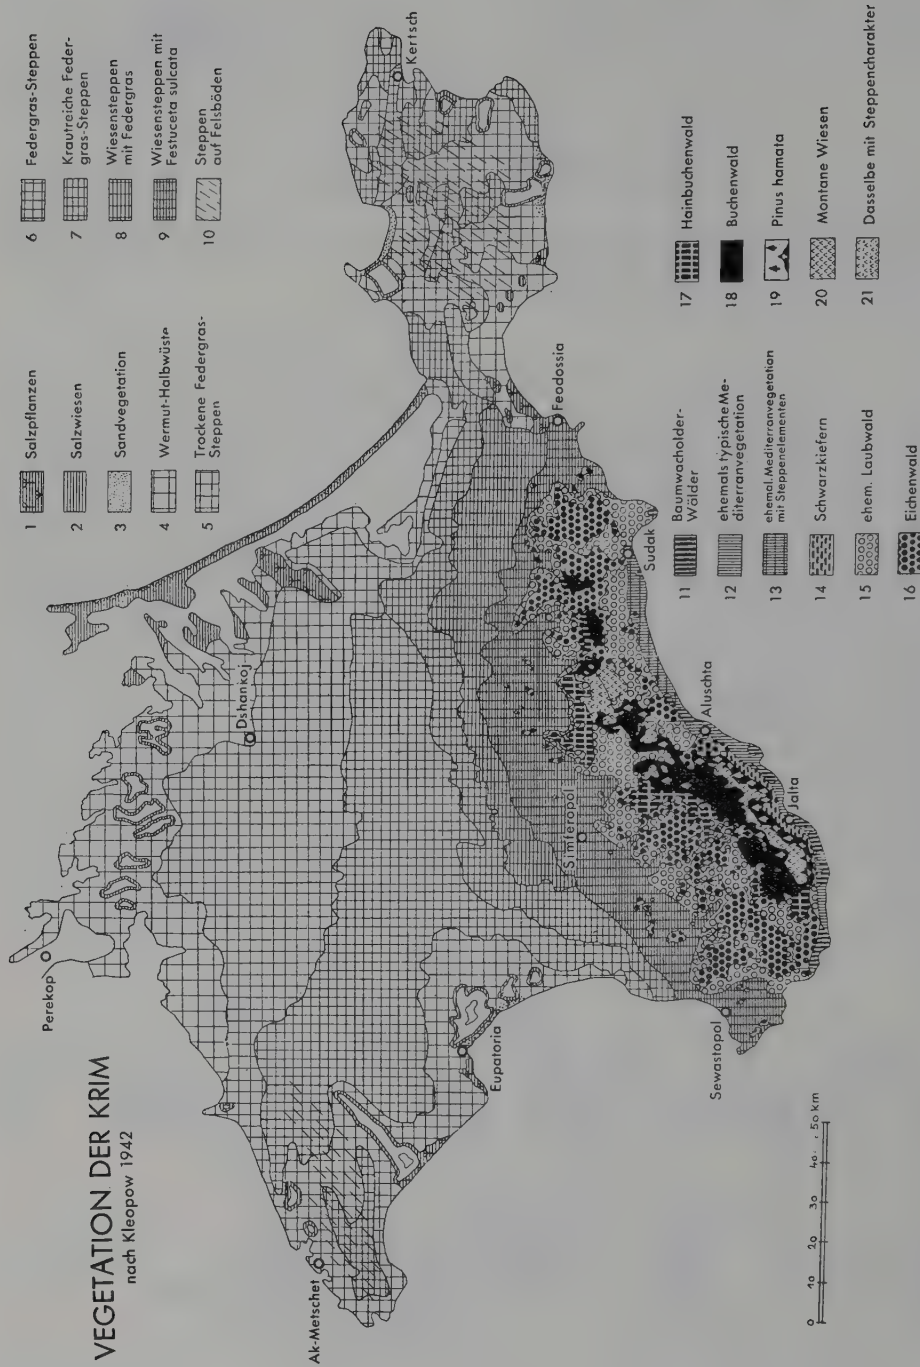 VEGETATION DER KRIM
nach Kleopow 1942
1 Salzpflanzen
2 Salzwiesen
3 Sandvegetation
4 Wermut-Halbwüste
5 Trockene Federgras-
Steppen
6 Federgras-Steppen
7 Krautreiche Feder-
gras-Steppen
8 Wiesensteppen
mit Federgras
9 Wiesensteppen mit
Festuceta sulcata
10 Steppen
auf Felsböden
Perekop
Ak-Metschet
Dshankoj
Eupatoria
Kertsch
Feodossia
Simferopol
Sudak
Aluschta
Jalta
Sewastopol
0 10 20 30 40 50 km
11 Baumwacholder-
Wälder
12 ehemals typische Me-
diterranvegetation
13 ehemal. Mediterranvegetation
mit Steppenelementen
14 Schwarzkiefern
15 ehem. Laubwald
16 Eichenwald
17 Hainbuchenwald
18 Buchenwald
19 Pinus hamata
20 Montane Wiesen
21 Dasselbe mit Steppencharakter